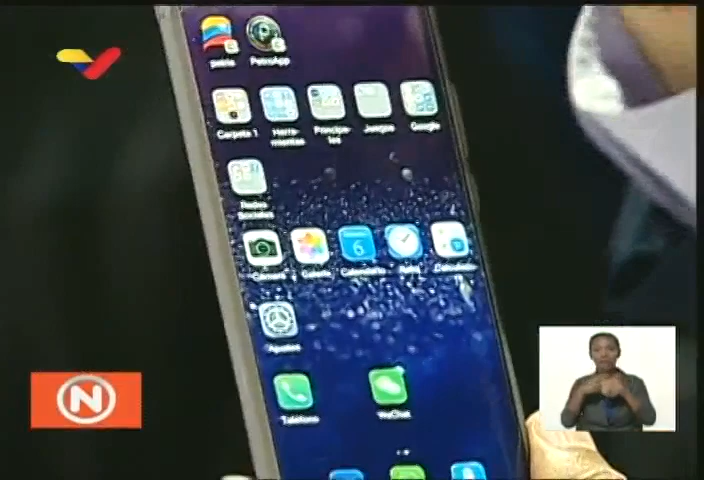 patria PetroApp
Carpeta 1 Herra-
mientas Principa-
les Juegos Google
Redes
Sociales
6
Cámara Galería Calendario Reloj Calculadora
Ajustes
Teléfono WeChat
N